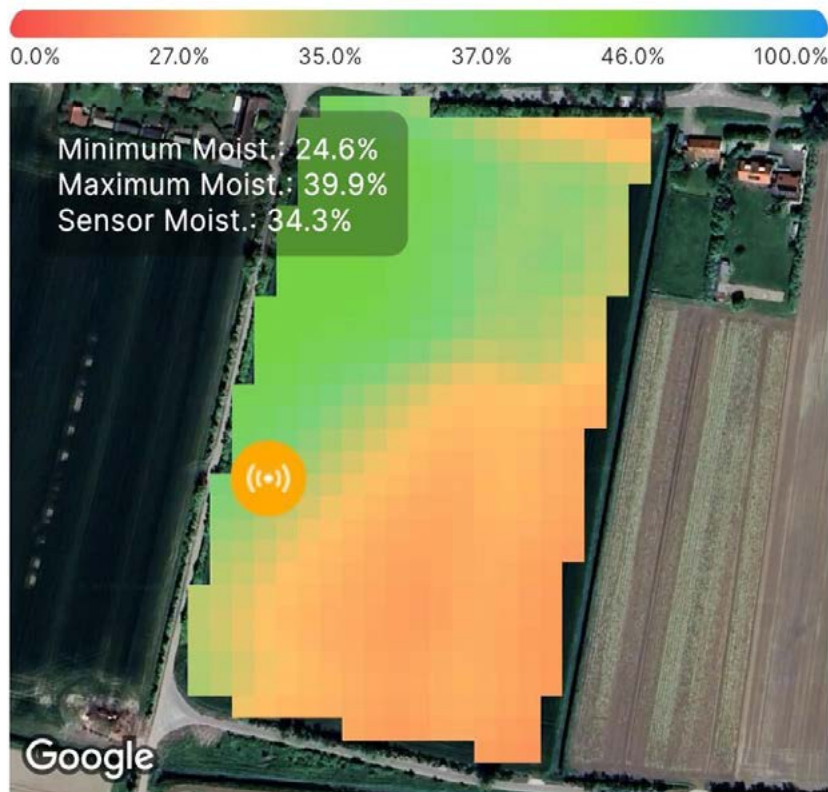 0.0% 27.0% 35.0% 37.0% 46.0% 100.0%
Minimum Moist.: 24.6%
Maximum Moist.: 39.9%
Sensor Moist.: 34.3%
Google